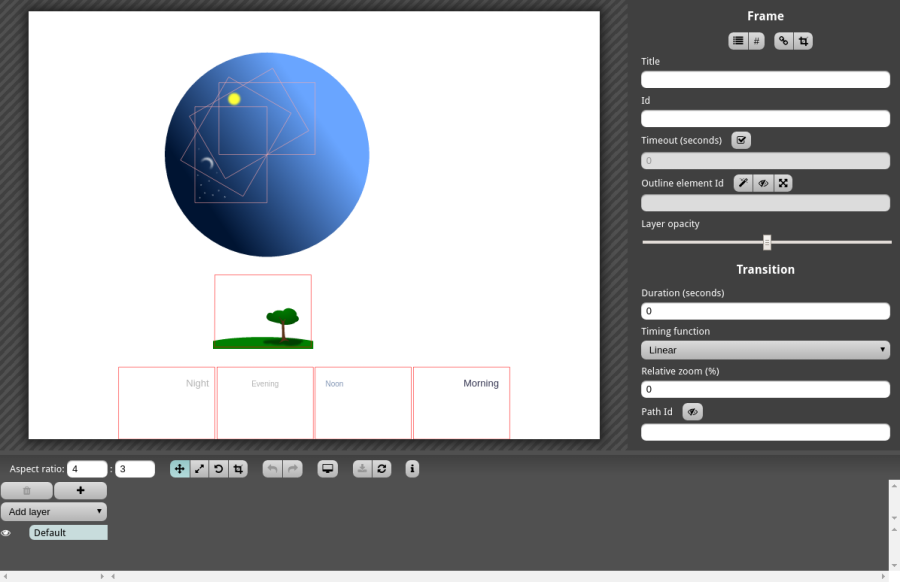 Frame
#
Title
Id
Timeout (seconds)
0
Outline element Id
Layer opacity
Transition
Duration (seconds)
0
Timing function
Linear
Relative zoom (%)
0
Path Id
Night
Evening
Noon
Morning
Aspect ratio: 4 : 3
Add layer
Default